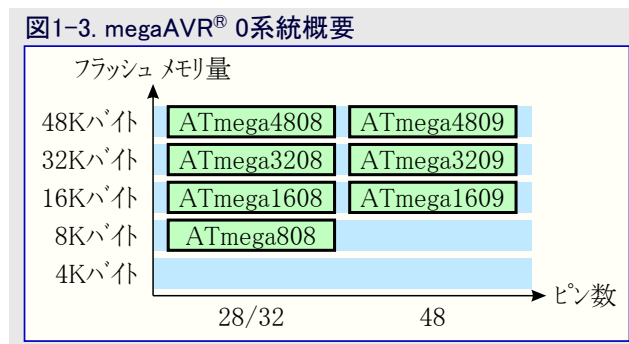 図1-3. megaAVR® 0系統概要
フラッシュ メモリ量
48Kバイト ATmega4808 ATmega4809
32Kバイト ATmega3208 ATmega3209
16Kバイト ATmega1608 ATmega1609
8Kバイト ATmega808
4Kバイト
28/32 48 ピン数